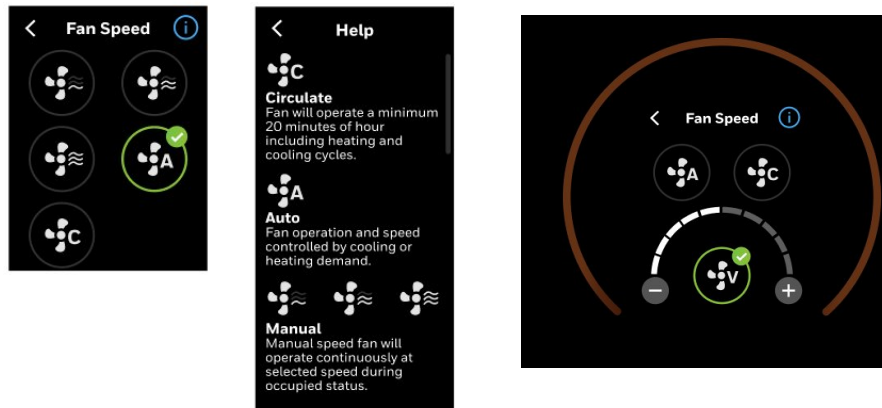 Fan Speed i
A
C
Help
C
Circulate
Fan will operate a minimum
20 minutes of hour
including heating and
cooling cycles.
A
Auto
Fan operation and speed
controlled by cooling or
heating demand.
Manual
Manual speed fan will
operate continuously at
selected speed during
occupied status.
Fan Speed i
A C
V
− +